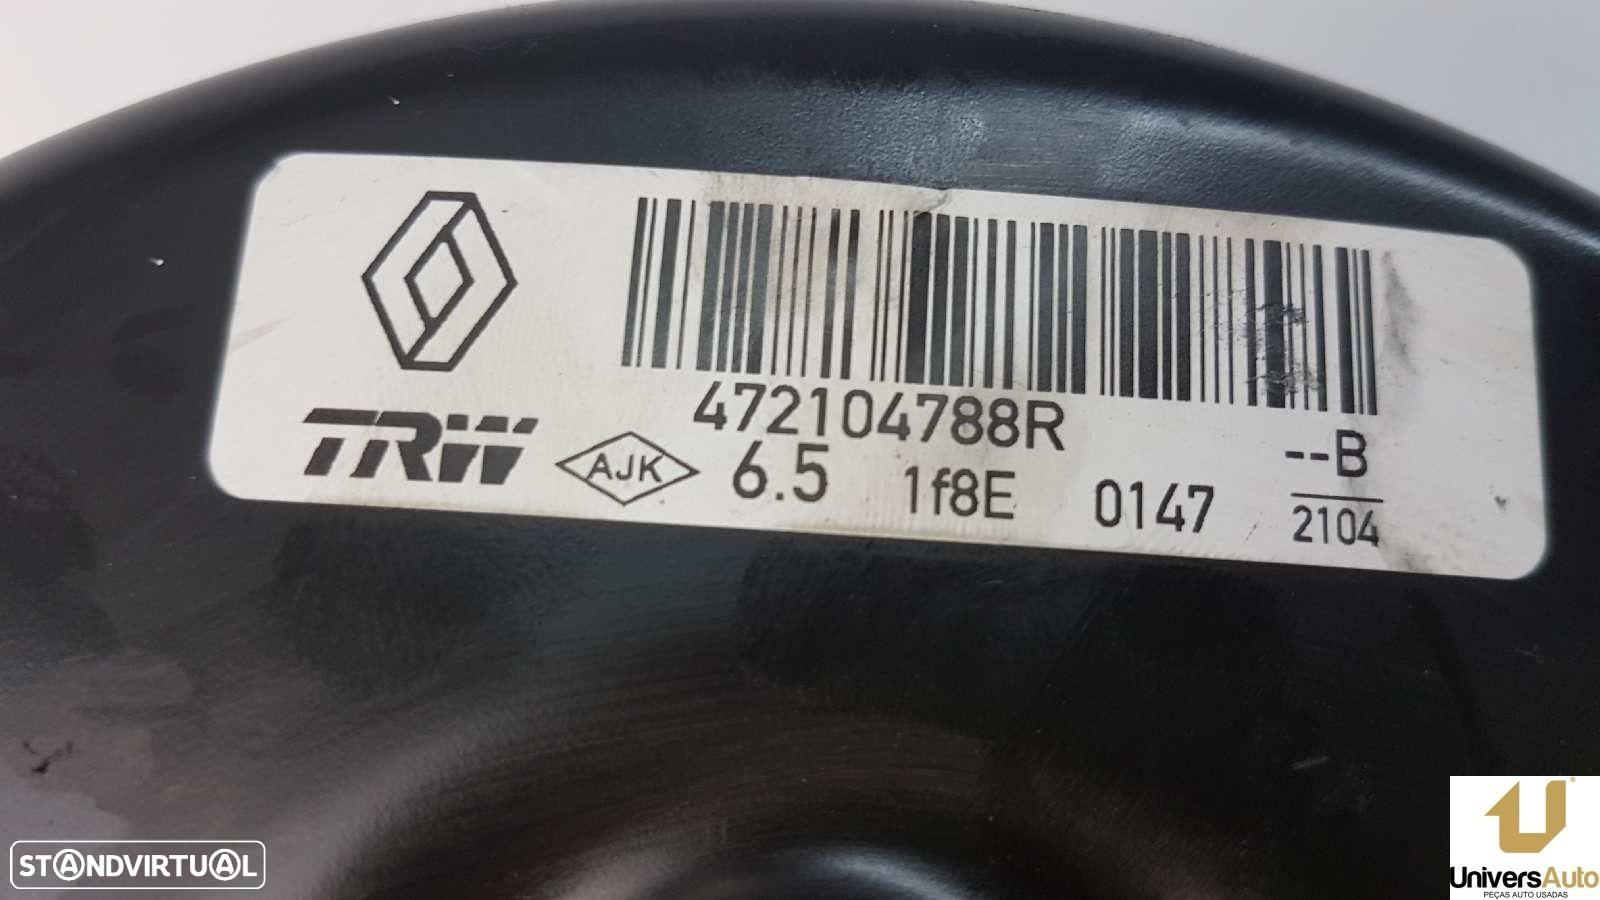 472104788R
--B
TRW
AJK
6.5 1f8E 0147 2104
STANDVIRTUAL
UniversAuto
PEÇAS AUTO USADAS